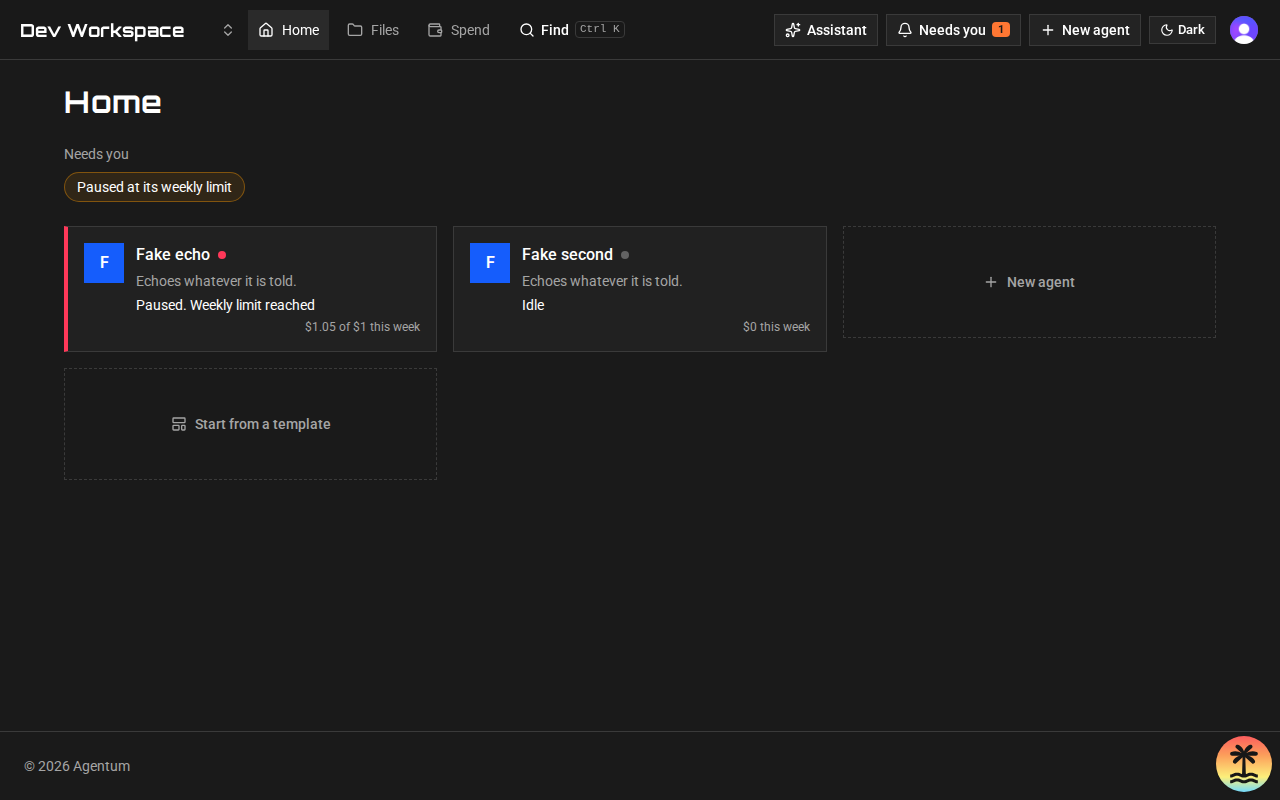 Dev Workspace
Home
Files
Spend
Find Ctrl K
Assistant
Needs you 1
New agent
Dark
Home
Needs you
Paused at its weekly limit
F
Fake echo
Echoes whatever it is told.
Paused. Weekly limit reached
$1.05 of $1 this week
F
Fake second
Echoes whatever it is told.
Idle
$0 this week
New agent
Start from a template
© 2026 Agentum